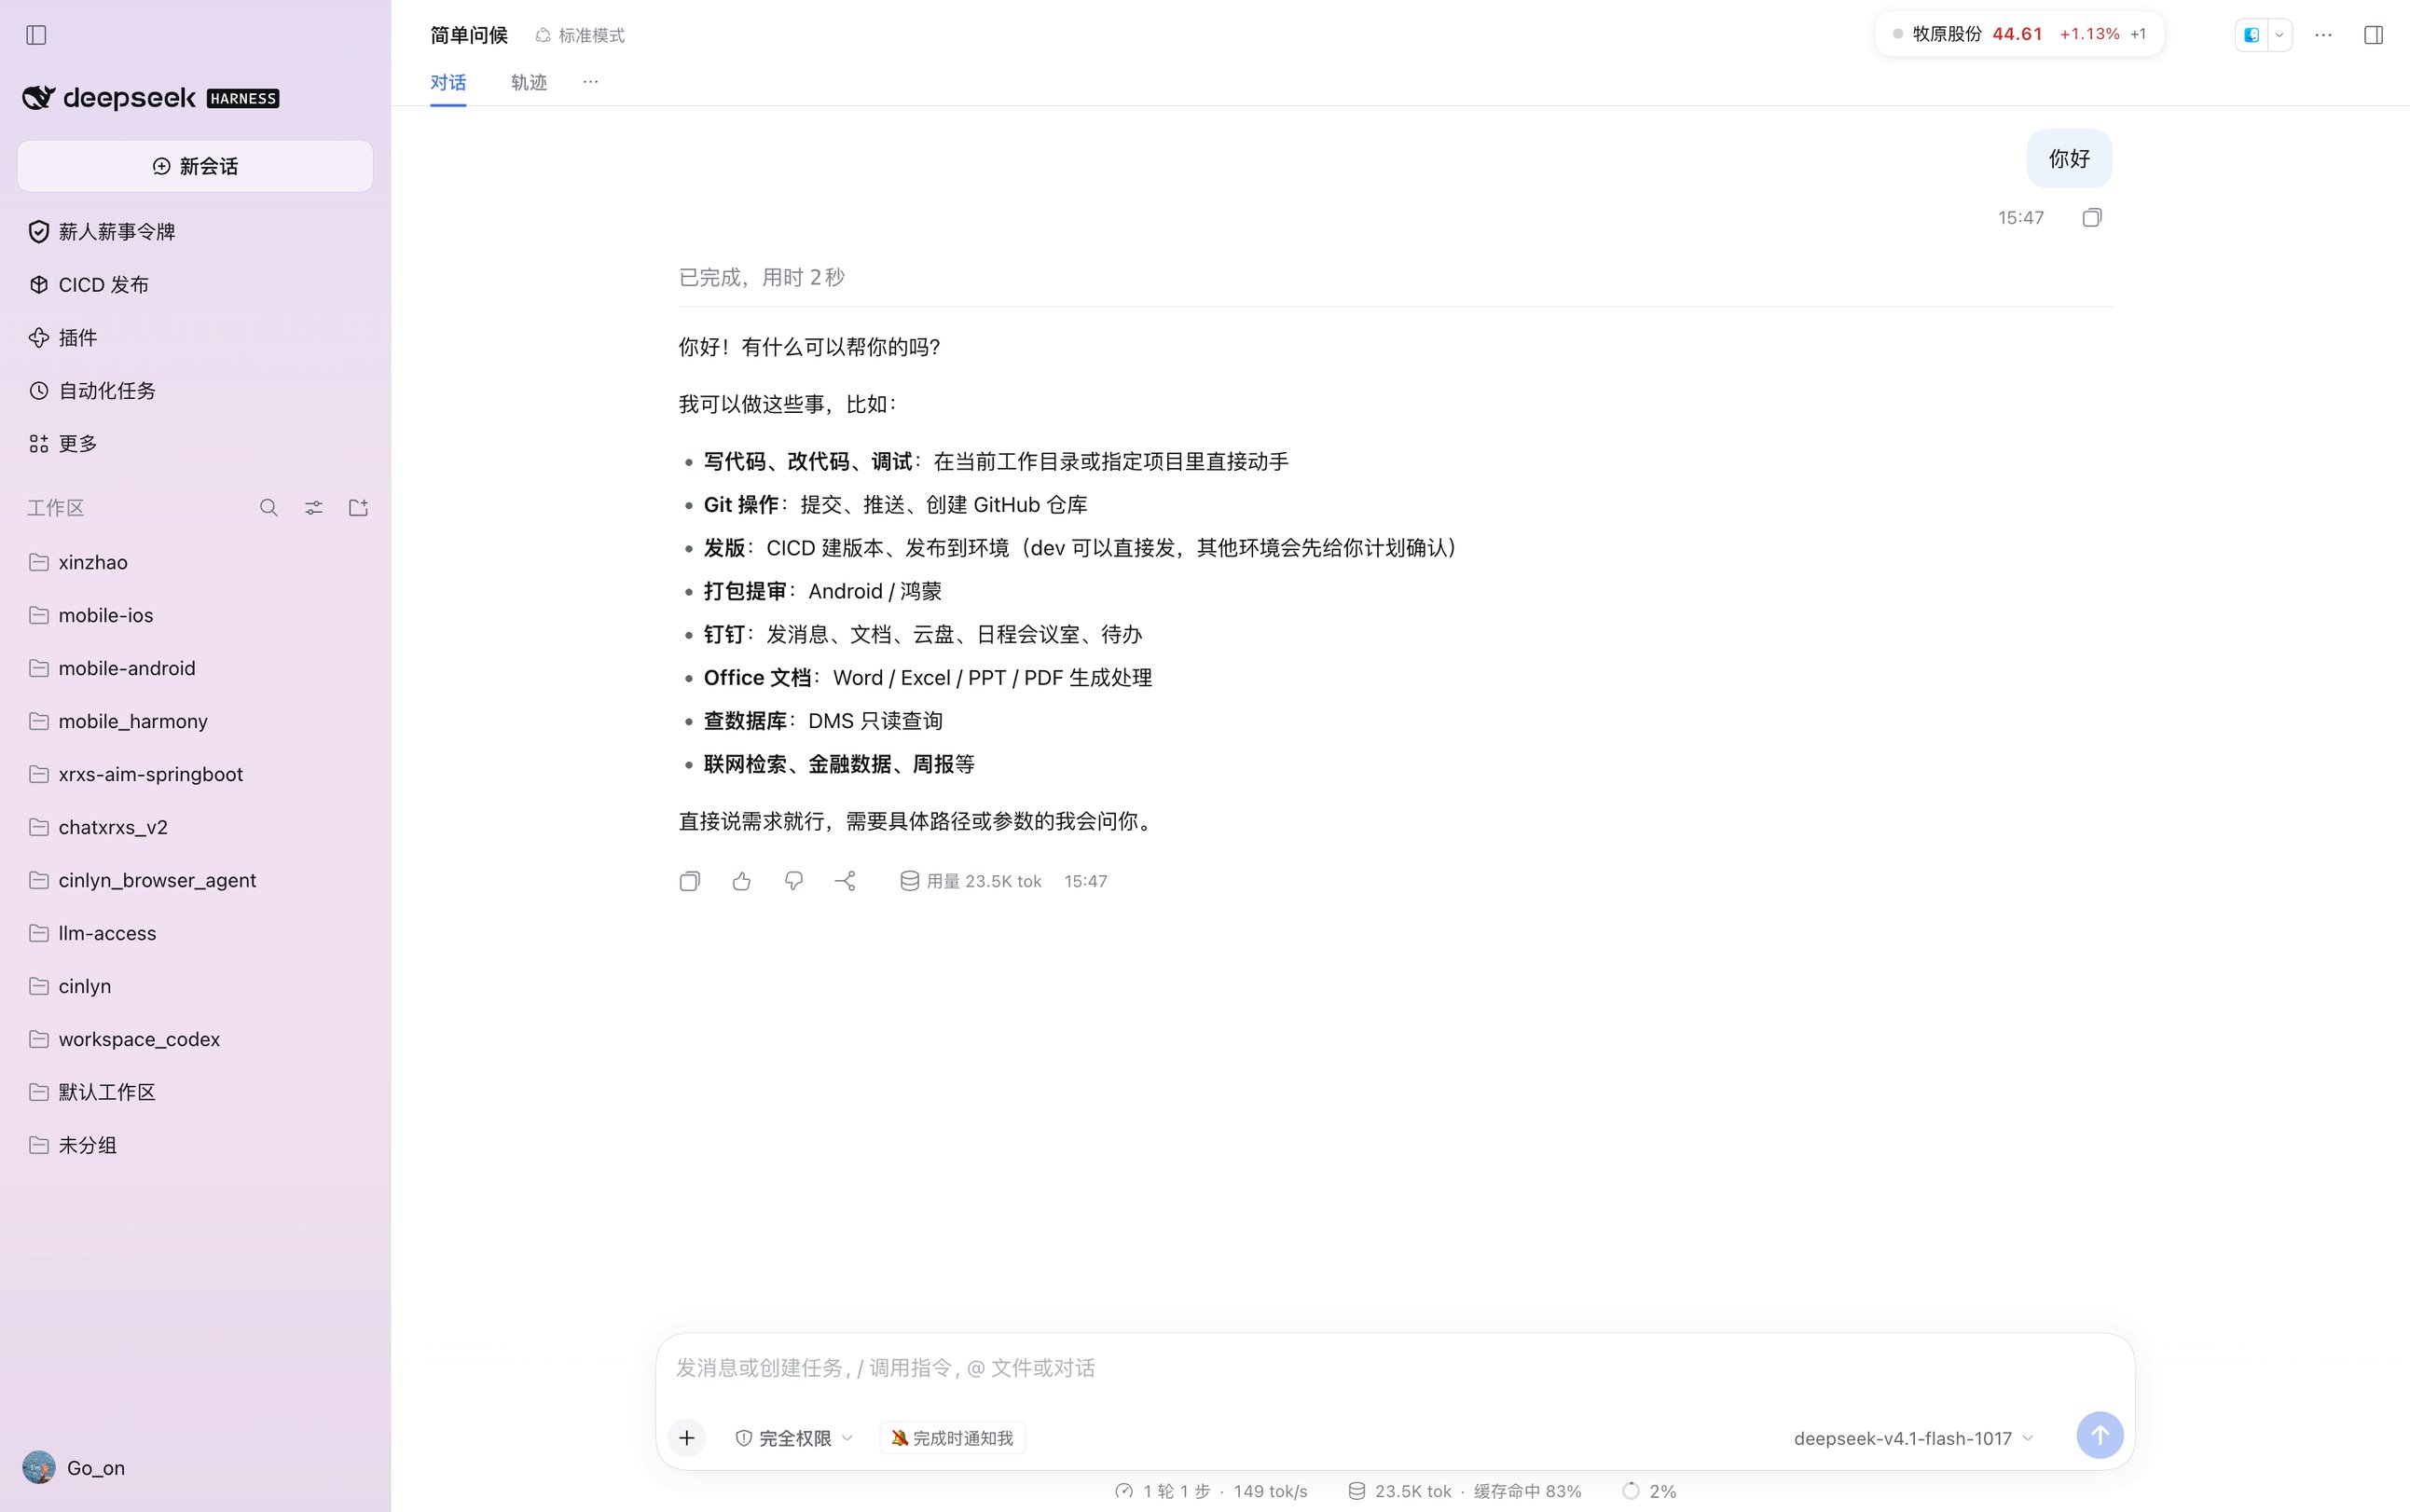 deepseek HARNESS
新会话
薪人薪事令牌
CICD 发布
插件
自动化任务
更多
工作区
xinzhao
mobile-ios
mobile-android
mobile_harmony
xrxs-aim-springboot
chatxrxs_v2
cinlyn_browser_agent
llm-access
cinlyn
workspace_codex
默认工作区
未分组
Go_on
简单问候 标准模式
牧原股份 44.61 +1.13% +1
对话 轨迹
你好
15:47
已完成，用时 2 秒
你好！有什么可以帮你的吗？
我可以做这些事，比如：
写代码、改代码、调试：在当前工作目录或指定项目里直接动手
Git 操作：提交、推送、创建 GitHub 仓库
发版：CICD 建版本、发布到环境（dev 可以直接发，其他环境会先给你计划确认）
打包提审：Android / 鸿蒙
钉钉：发消息、文档、云盘、日程会议室、待办
Office 文档：Word / Excel / PPT / PDF 生成处理
查数据库：DMS 只读查询
联网检索、金融数据、周报等
直接说需求就行，需要具体路径或参数的我会问你。
用量 23.5K tok 15:47
发消息或创建任务, / 调用指令, @ 文件或对话
完全权限 完成时通知我 deepseek-v4.1-flash-1017
1 轮 1 步 · 149 tok/s 23.5K tok · 缓存命中 83% 2%